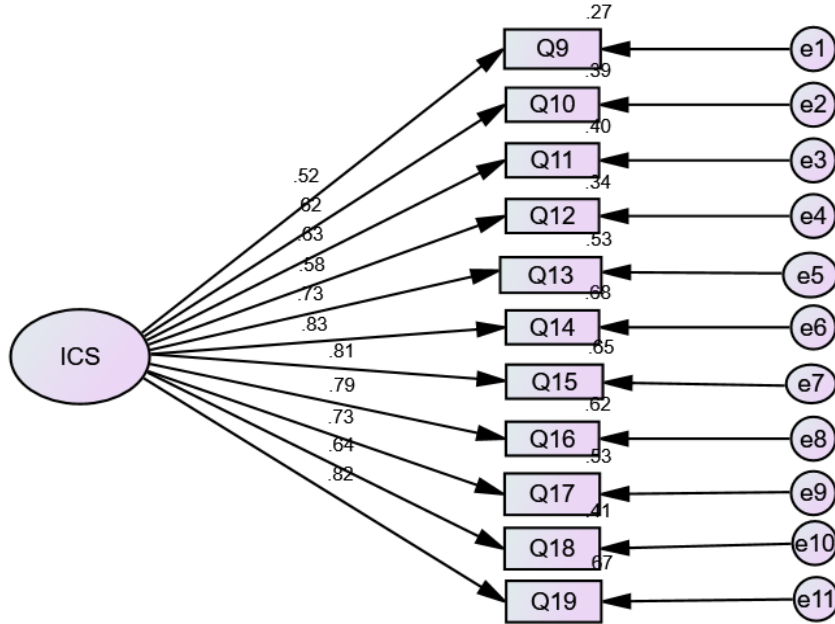 .27
Q9
e1
.39
Q10
e2
.40
Q11
e3
.34
Q12
e4
.53
Q13
e5
.68
Q14
e6
.65
Q15
e7
.62
Q16
e8
.53
Q17
e9
.41
Q18
e10
.67
Q19
e11
.52
.62
.63
.58
.73
.83
.81
.79
.73
.64
.82
ICS